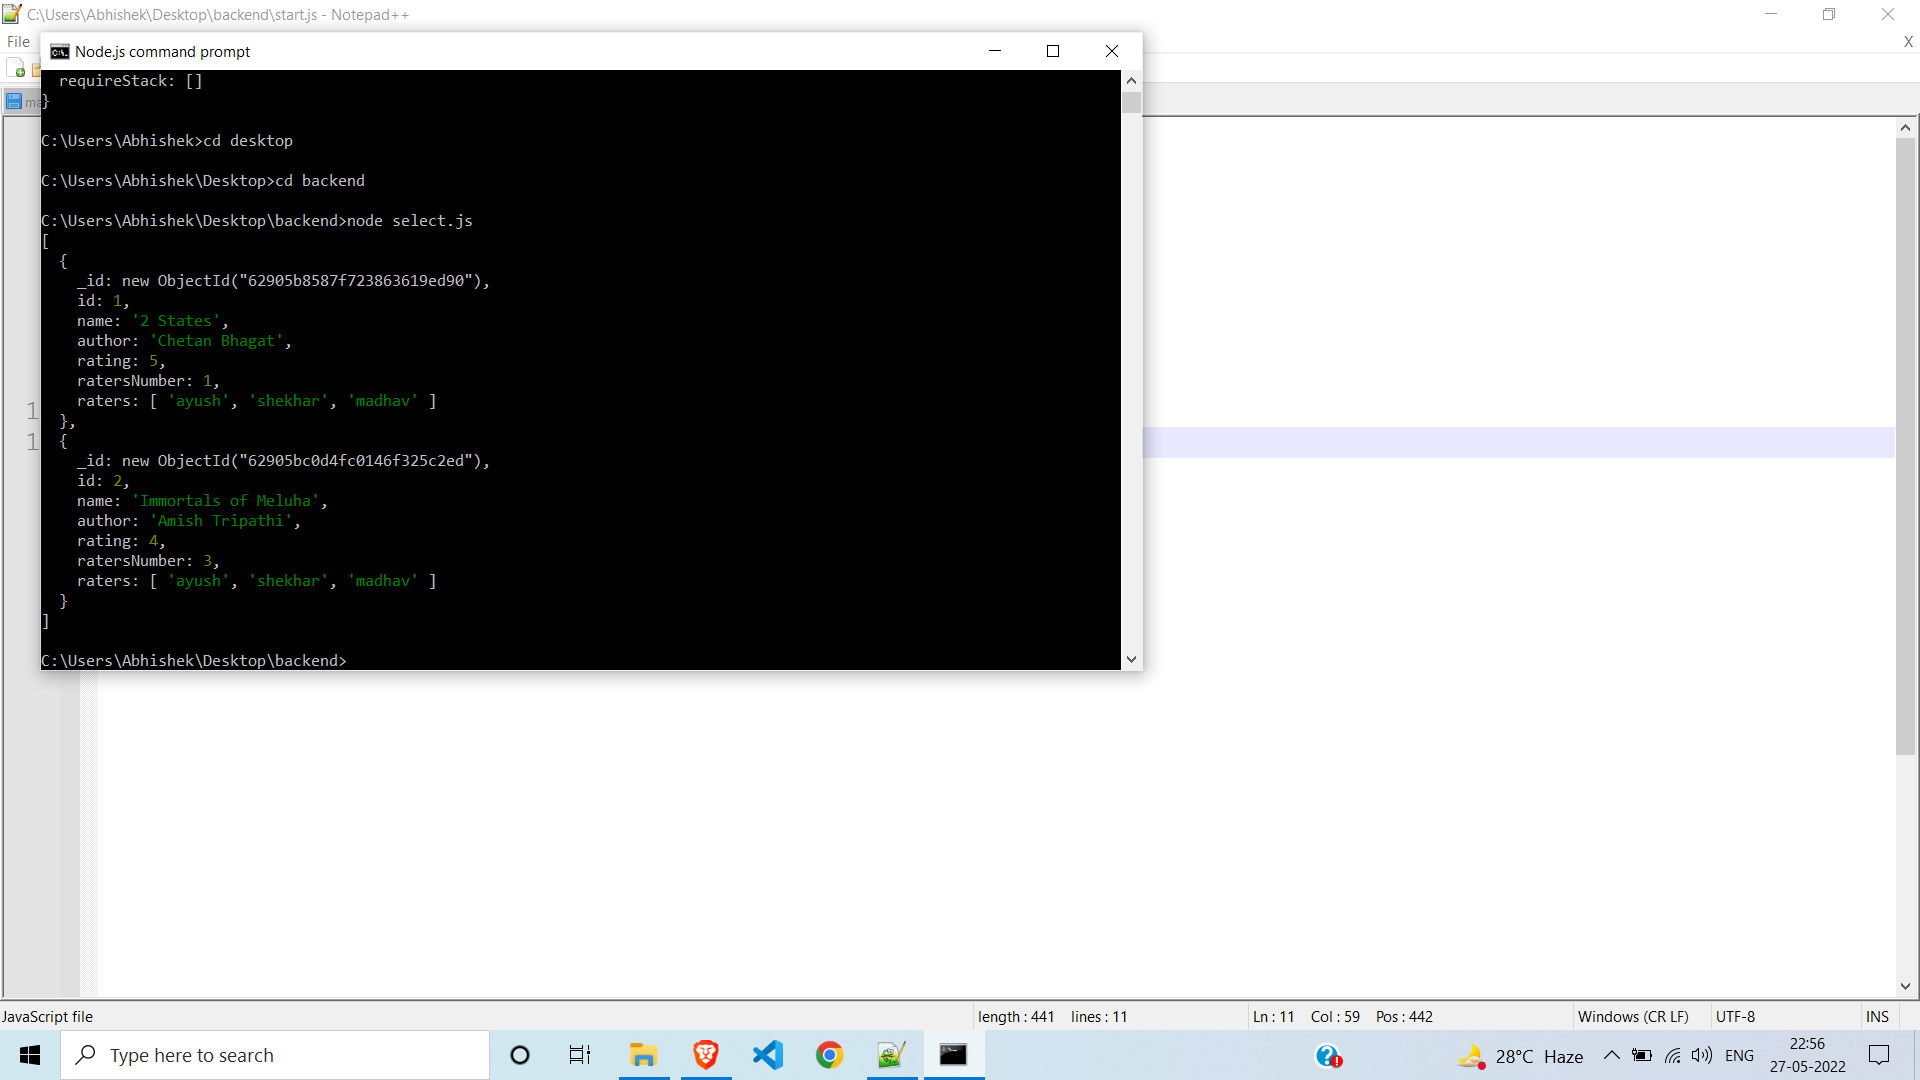 C:\Users\Abhishek\Desktop\backend\start.js - Notepad++
File
X
Node.js command prompt
requireStack: []
}
C:\Users\Abhishek>cd desktop
C:\Users\Abhishek\Desktop>cd backend
C:\Users\Abhishek\Desktop\backend>node select.js
[
{
_id: new ObjectId("62905b8587f723863619ed90"),
id: 1,
name: '2 States',
author: 'Chetan Bhagat',
rating: 5,
ratersNumber: 1,
raters: [ 'ayush', 'shekhar', 'madhav' ]
},
{
_id: new ObjectId("62905bc0d4fc0146f325c2ed"),
id: 2,
name: 'Immortals of Meluha',
author: 'Amish Tripathi',
rating: 4,
ratersNumber: 3,
raters: [ 'ayush', 'shekhar', 'madhav' ]
}
]
C:\Users\Abhishek\Desktop\backend>
1
1
JavaScript file
length : 441 lines : 11
Ln : 11 Col : 59 Pos : 442
Windows (CR LF)
UTF-8
INS
Type here to search
28°C Haze
ENG
22:56
27-05-2022